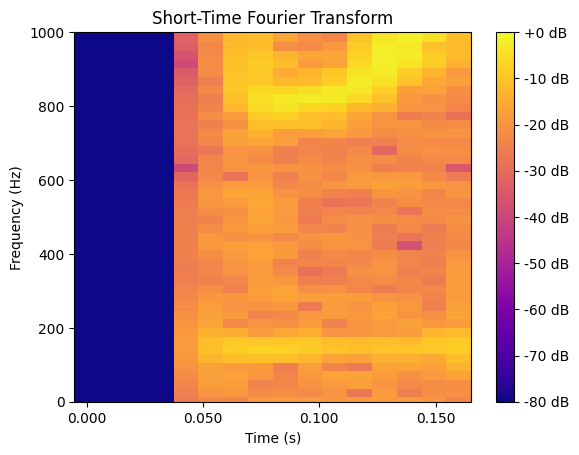 Short-Time Fourier Transform
1000
800
600
400
200
0
Frequency (Hz)
0.000
0.050
0.100
0.150
Time (s)
+0 dB
-10 dB
-20 dB
-30 dB
-40 dB
-50 dB
-60 dB
-70 dB
-80 dB